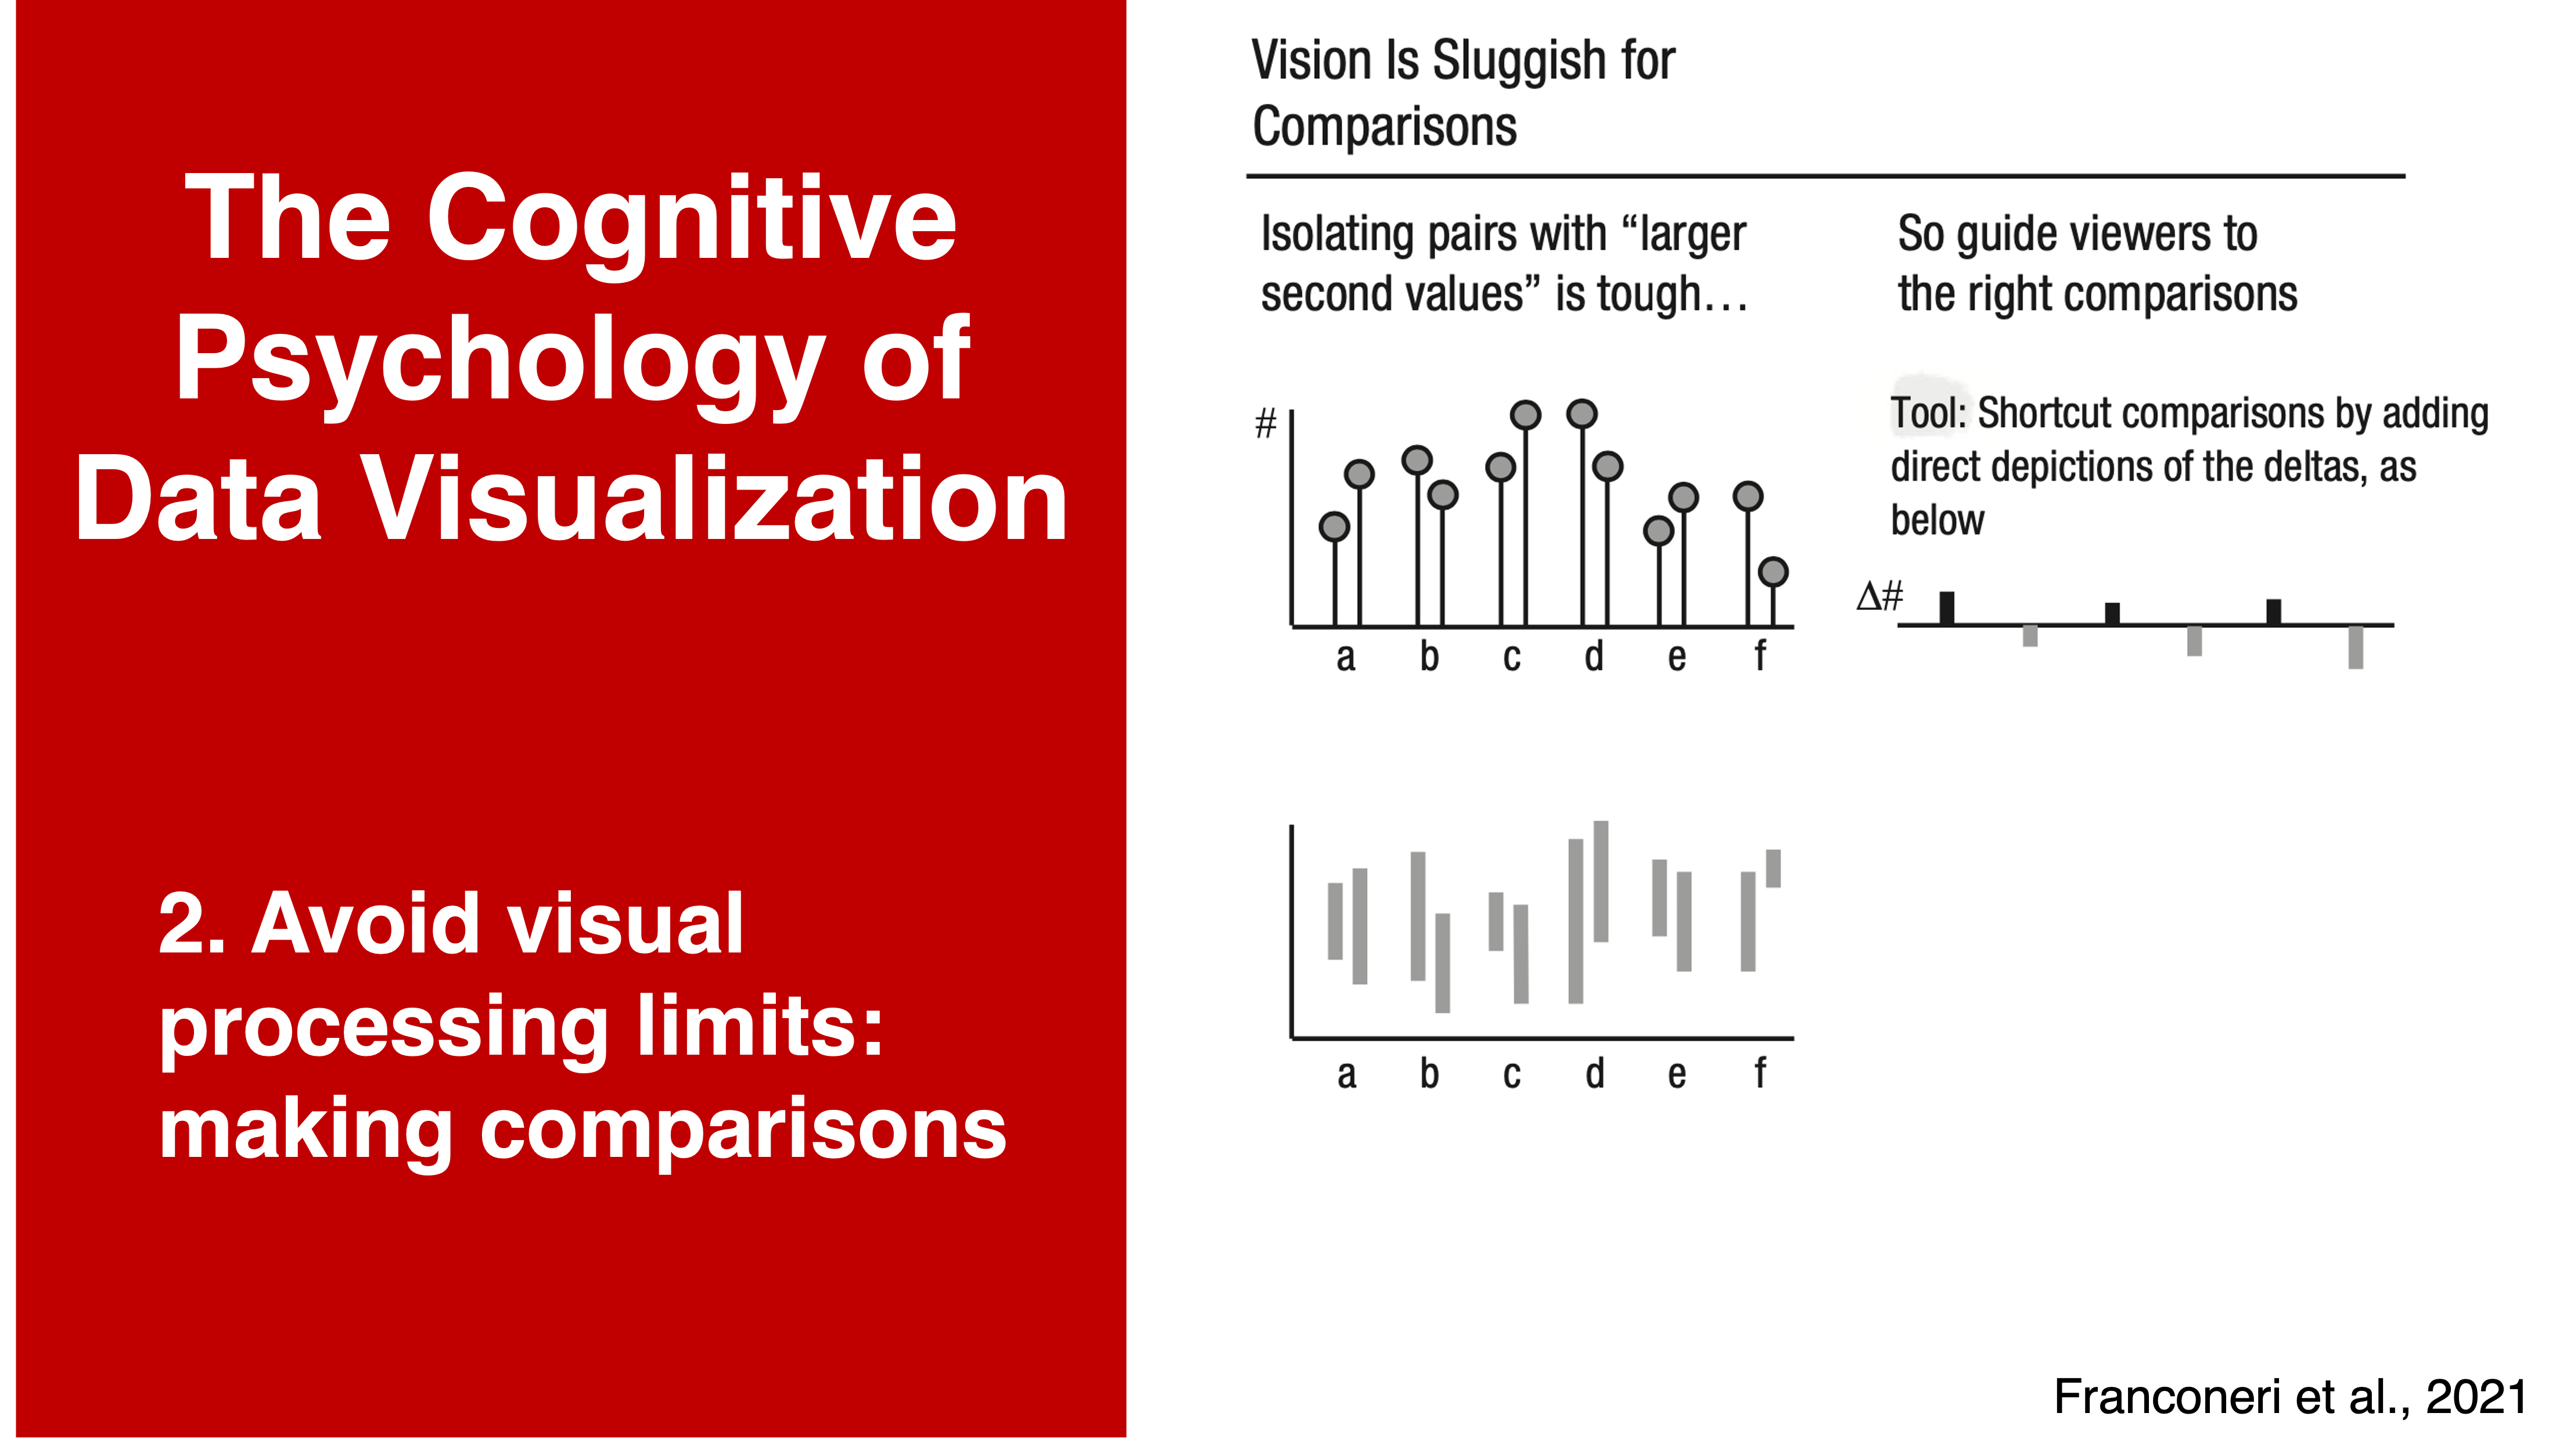 The Cognitive
Psychology of
Data Visualization
2. Avoid visual
processing limits:
making comparisons
Vision Is Sluggish for
Comparisons
Isolating pairs with “larger
second values” is tough…
So guide viewers to
the right comparisons
#
a b c d e f
Tool: Shortcut comparisons by adding
direct depictions of the deltas, as
below
Δ#
a b c d e f
Franconeri et al., 2021